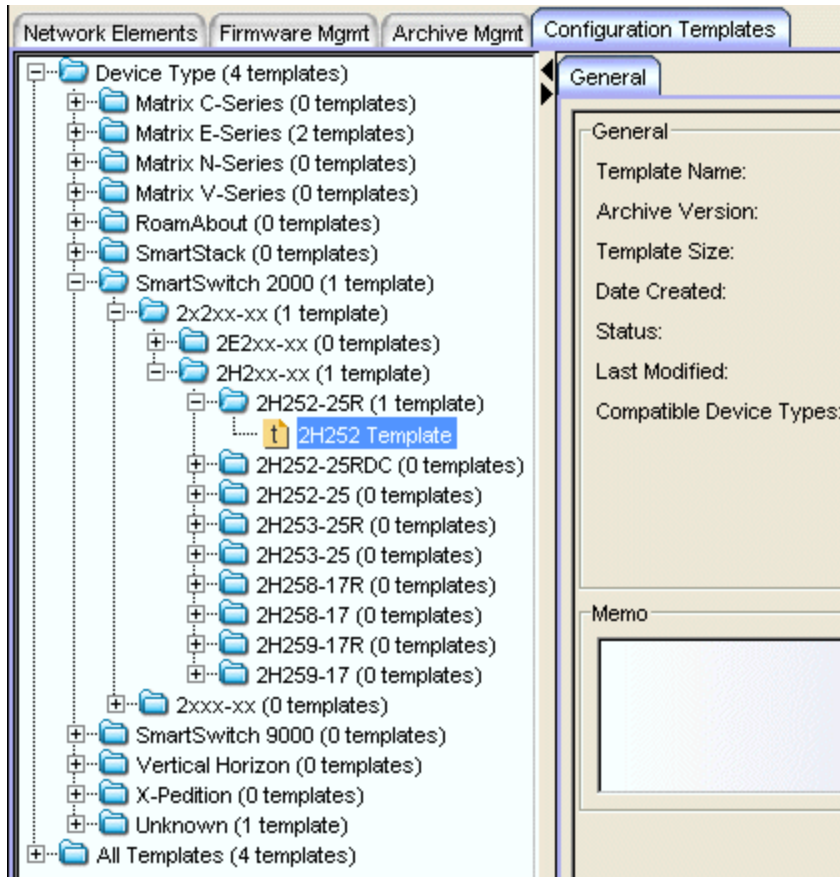 Network Elements Firmware Mgmt Archive Mgmt Configuration Templates
Device Type (4 templates)
Matrix C-Series (0 templates)
Matrix E-Series (2 templates)
Matrix N-Series (0 templates)
Matrix V-Series (0 templates)
RoamAbout (0 templates)
SmartStack (0 templates)
SmartSwitch 2000 (1 template)
2x2xx-xx (1 template)
2E2xx-xx (0 templates)
2H2xx-xx (1 template)
2H252-25R (1 template)
t 2H252 Template
2H252-25RDC (0 templates)
2H252-25 (0 templates)
2H253-25R (0 templates)
2H253-25 (0 templates)
2H258-17R (0 templates)
2H258-17 (0 templates)
2H259-17R (0 templates)
2H259-17 (0 templates)
2xxx-xx (0 templates)
SmartSwitch 9000 (0 templates)
Vertical Horizon (0 templates)
X-Pedition (0 templates)
Unknown (1 template)
All Templates (4 templates)
General
General
Template Name:
Archive Version:
Template Size:
Date Created:
Status:
Last Modified:
Compatible Device Types:
Memo